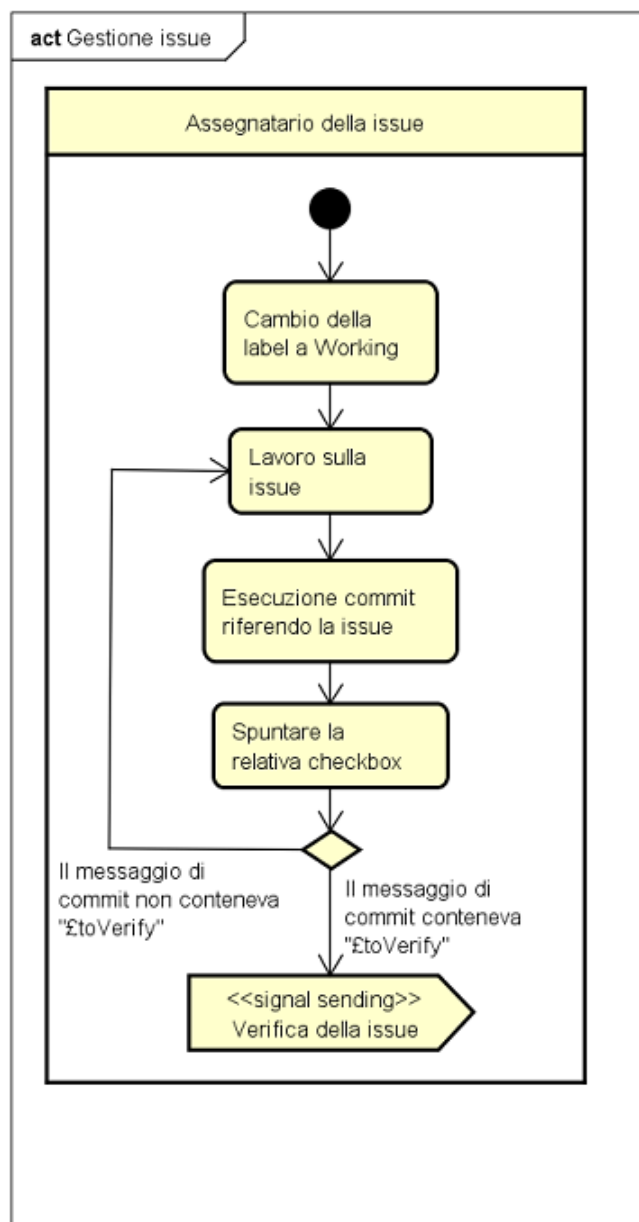 act Gestione issue
Assegnatario della issue
Cambio della
label a Working
Lavoro sulla
issue
Esecuzione commit
riferendo la issue
Spuntare la
relativa checkbox
Il messaggio di
commit non conteneva
"£toVerify"
Il messaggio di
commit conteneva
"£toVerify"
<<signal sending>>
Verifica della issue